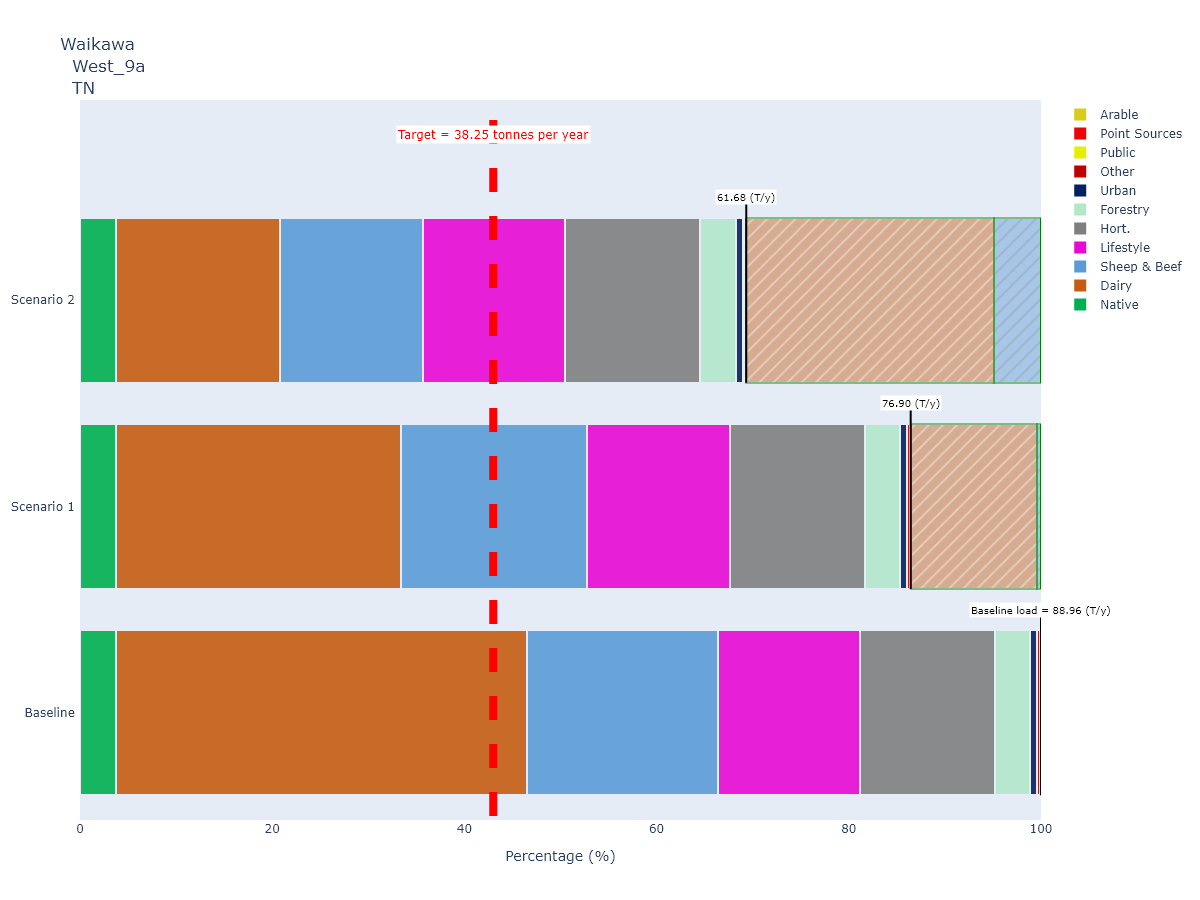 Waikawa
West_9a
TN
Target = 38.25 tonnes per year
61.68 (T/y)
Scenario 2
76.90 (T/y)
Scenario 1
Baseline load = 88.96 (T/y)
Baseline
0
20
40
60
80
100
Percentage (%)
Arable
Point Sources
Public
Other
Urban
Forestry
Hort.
Lifestyle
Sheep & Beef
Dairy
Native